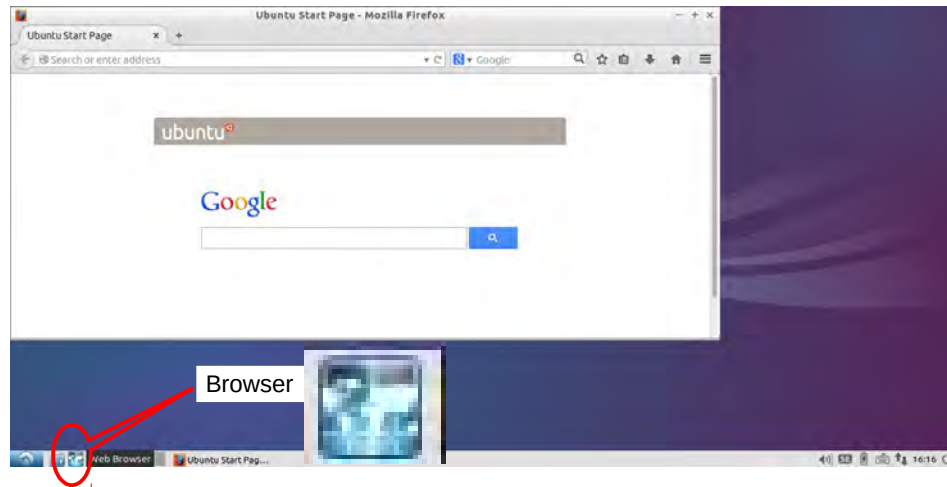 Ubuntu Start Page - Mozilla Firefox
Ubuntu Start Page
Search or enter address
Google
ubuntu
Google
Browser
Web Browser
Ubuntu Start Pag...
16:16